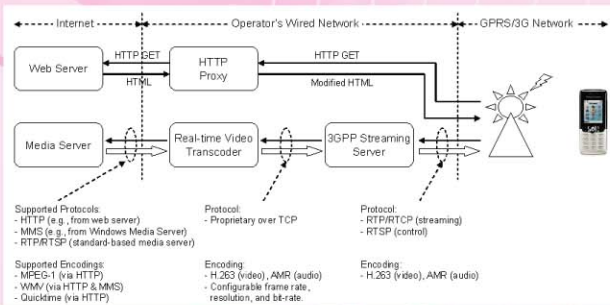 Internet
Operator's Wired Network
GPRS/3G Network
Web Server
HTTP GET
HTML
HTTP Proxy
HTTP GET
Modified HTML
Media Server
Real-time Video Transcoder
3GPP Streaming Server
Supported Protocols:
- HTTP (e.g., from web server)
- MMS (e.g., from Windows Media Server)
- RTP/RTSP (standard-based media server)
Supported Encodings:
- MPEG-1 (via HTTP)
- WMV (via HTTP & MMS)
- Quicktime (via HTTP)
Protocol:
- Proprietary over TCP
Encoding:
- H.263 (video), AMR (audio)
- Configurable frame rate,
resolution, and bit-rate.
Protocol:
- RTP/RTCP (streaming)
- RTSP (control)
Encoding:
- H.263 (video), AMR (audio)